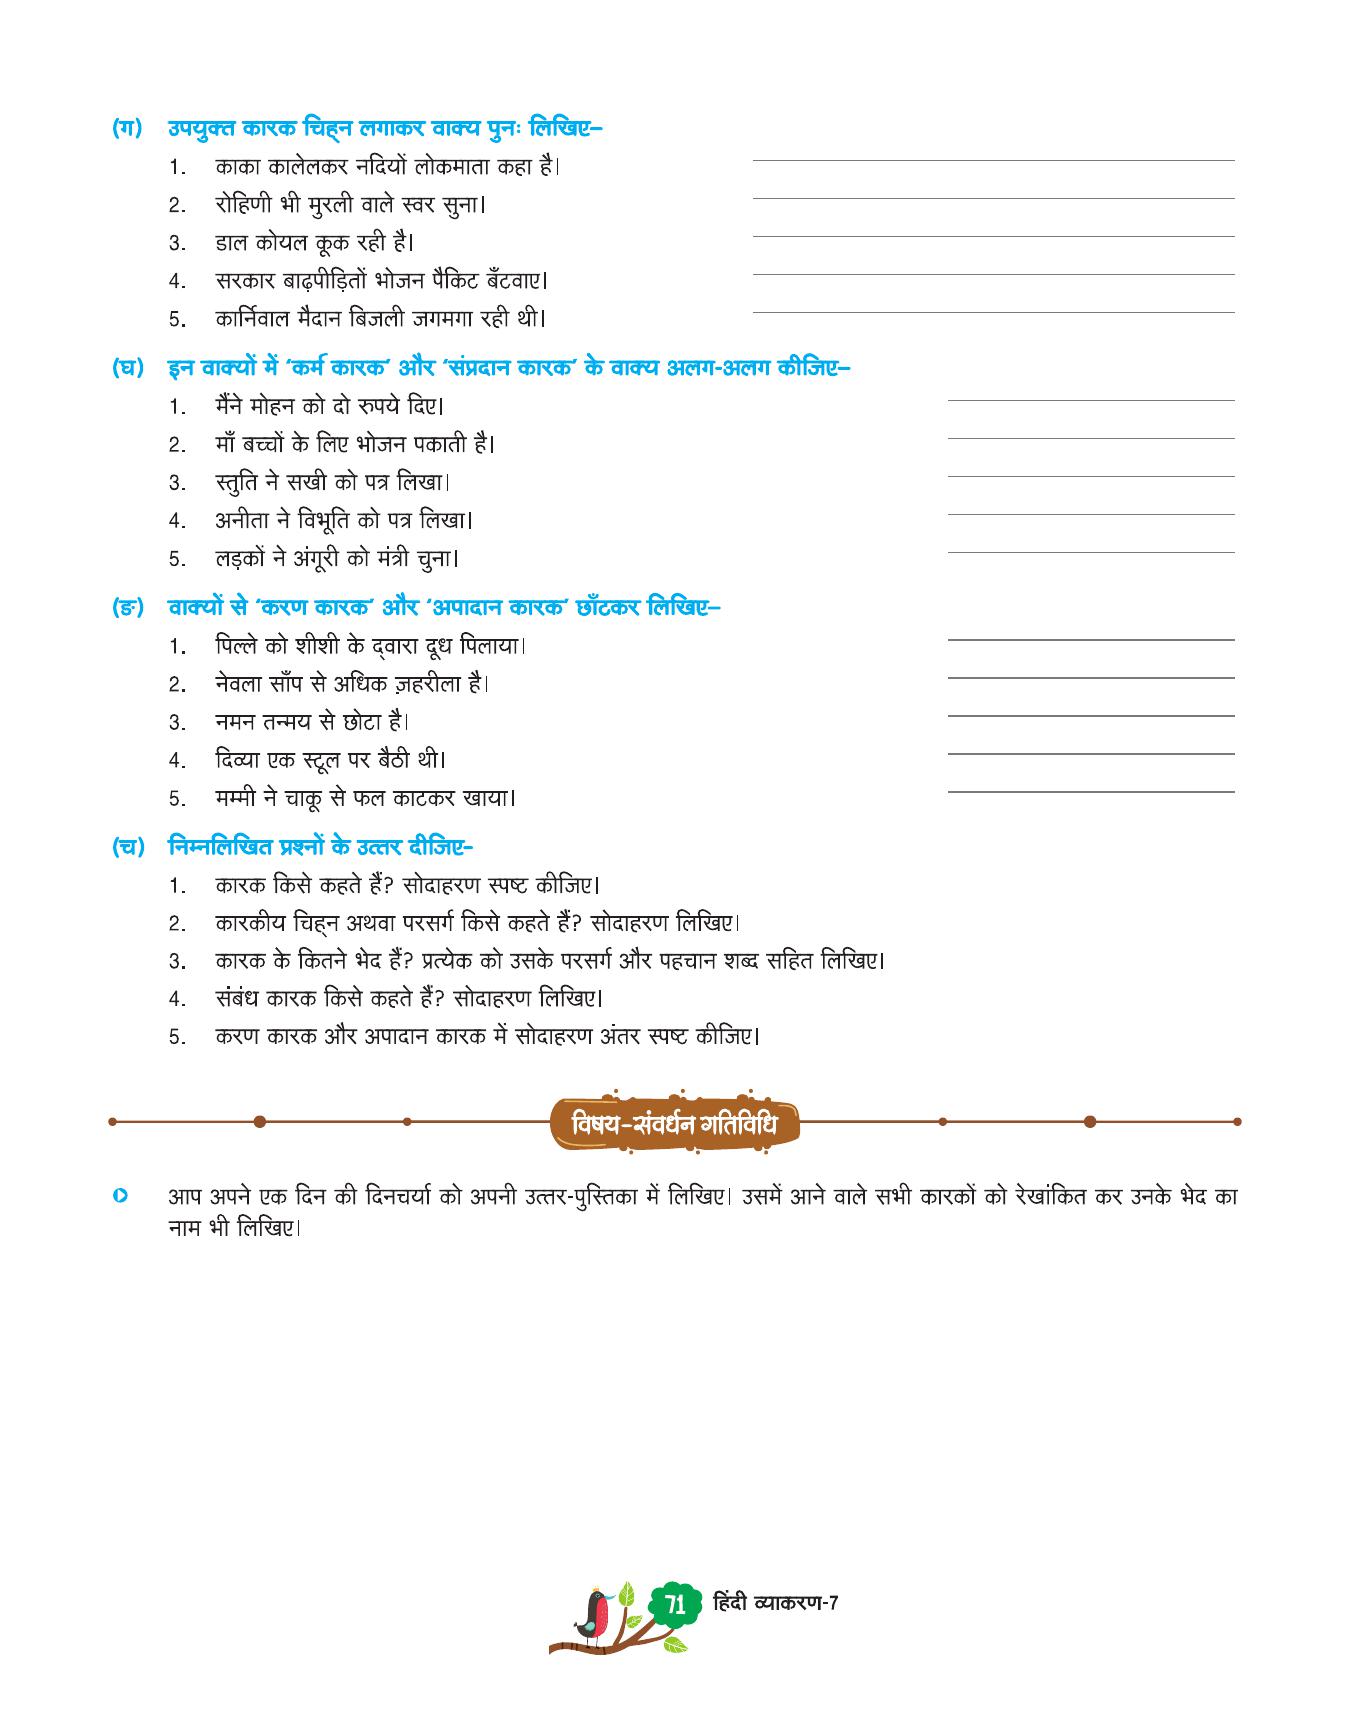 (ग) उपयुक्त कारक चिह्न लगाकर वाक्य पुनः लिखिए–
1. काका कालेलकर नदियों लोकमाता कहा है।
2. रोहिणी भी मुरली वाले स्वर सुना।
3. डाल कोयल कूक रही है।
4. सरकार बाढ़पीड़ितों भोजन पैकिट बँटवाए।
5. कार्निवाल मैदान बिजली जगमगा रही थी।
(घ) इन वाक्यों में ‘कर्म कारक’ और ‘संप्रदान कारक’ के वाक्य अलग-अलग कीजिए–
1. मैंने मोहन को दो रुपये दिए।
2. माँ बच्चों के लिए भोजन पकाती है।
3. स्तुति ने सखी को पत्र लिखा।
4. अनीता ने विभूति को पत्र लिखा।
5. लड़कों ने अंगूरी को मंत्री चुना।
(ङ) वाक्यों से ‘करण कारक’ और ‘अपादान कारक’ छाँटकर लिखिए–
1. पिल्ले को शीशी के द्वारा दूध पिलाया।
2. नेवला साँप से अधिक ज़हरीला है।
3. नमन तन्मय से छोटा है।
4. दिव्या एक स्टूल पर बैठी थी।
5. मम्मी ने चाकू से फल काटकर खाया।
(च) निम्नलिखित प्रश्नों के उत्तर दीजिए–
1. कारक किसे कहते हैं? सोदाहरण स्पष्ट कीजिए।
2. कारकीय चिह्न अथवा परसर्ग किसे कहते हैं? सोदाहरण लिखिए।
3. कारक के कितने भेद हैं? प्रत्येक को उसके परसर्ग और पहचान शब्द सहित लिखिए।
4. संबंध कारक किसे कहते हैं? सोदाहरण लिखिए।
5. करण कारक और अपादान कारक में सोदाहरण अंतर स्पष्ट कीजिए।
विषय–संवर्धन गतिविधि
आप अपने एक दिन की दिनचर्या को अपनी उत्तर-पुस्तिका में लिखिए। उसमें आने वाले सभी कारकों को रेखांकित कर उनके भेद का
नाम भी लिखिए।
71 हिंदी व्याकरण-7